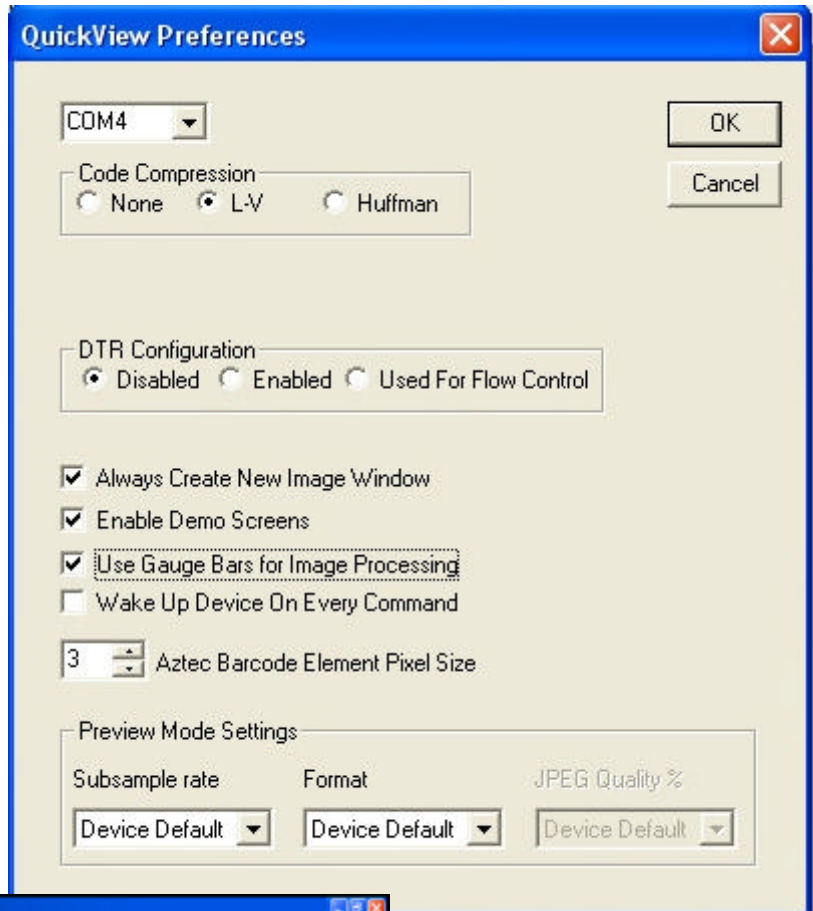 QuickView Preferences
COM4
OK
Code Compression
None L-V Huffman
Cancel
DTR Configuration
Disabled Enabled Used For Flow Control
Always Create New Image Window
Enable Demo Screens
Use Gauge Bars for Image Processing
Wake Up Device On Every Command
3 Aztec Barcode Element Pixel Size
Preview Mode Settings
Subsample rate Format JPEG Quality %
Device Default Device Default Device Default